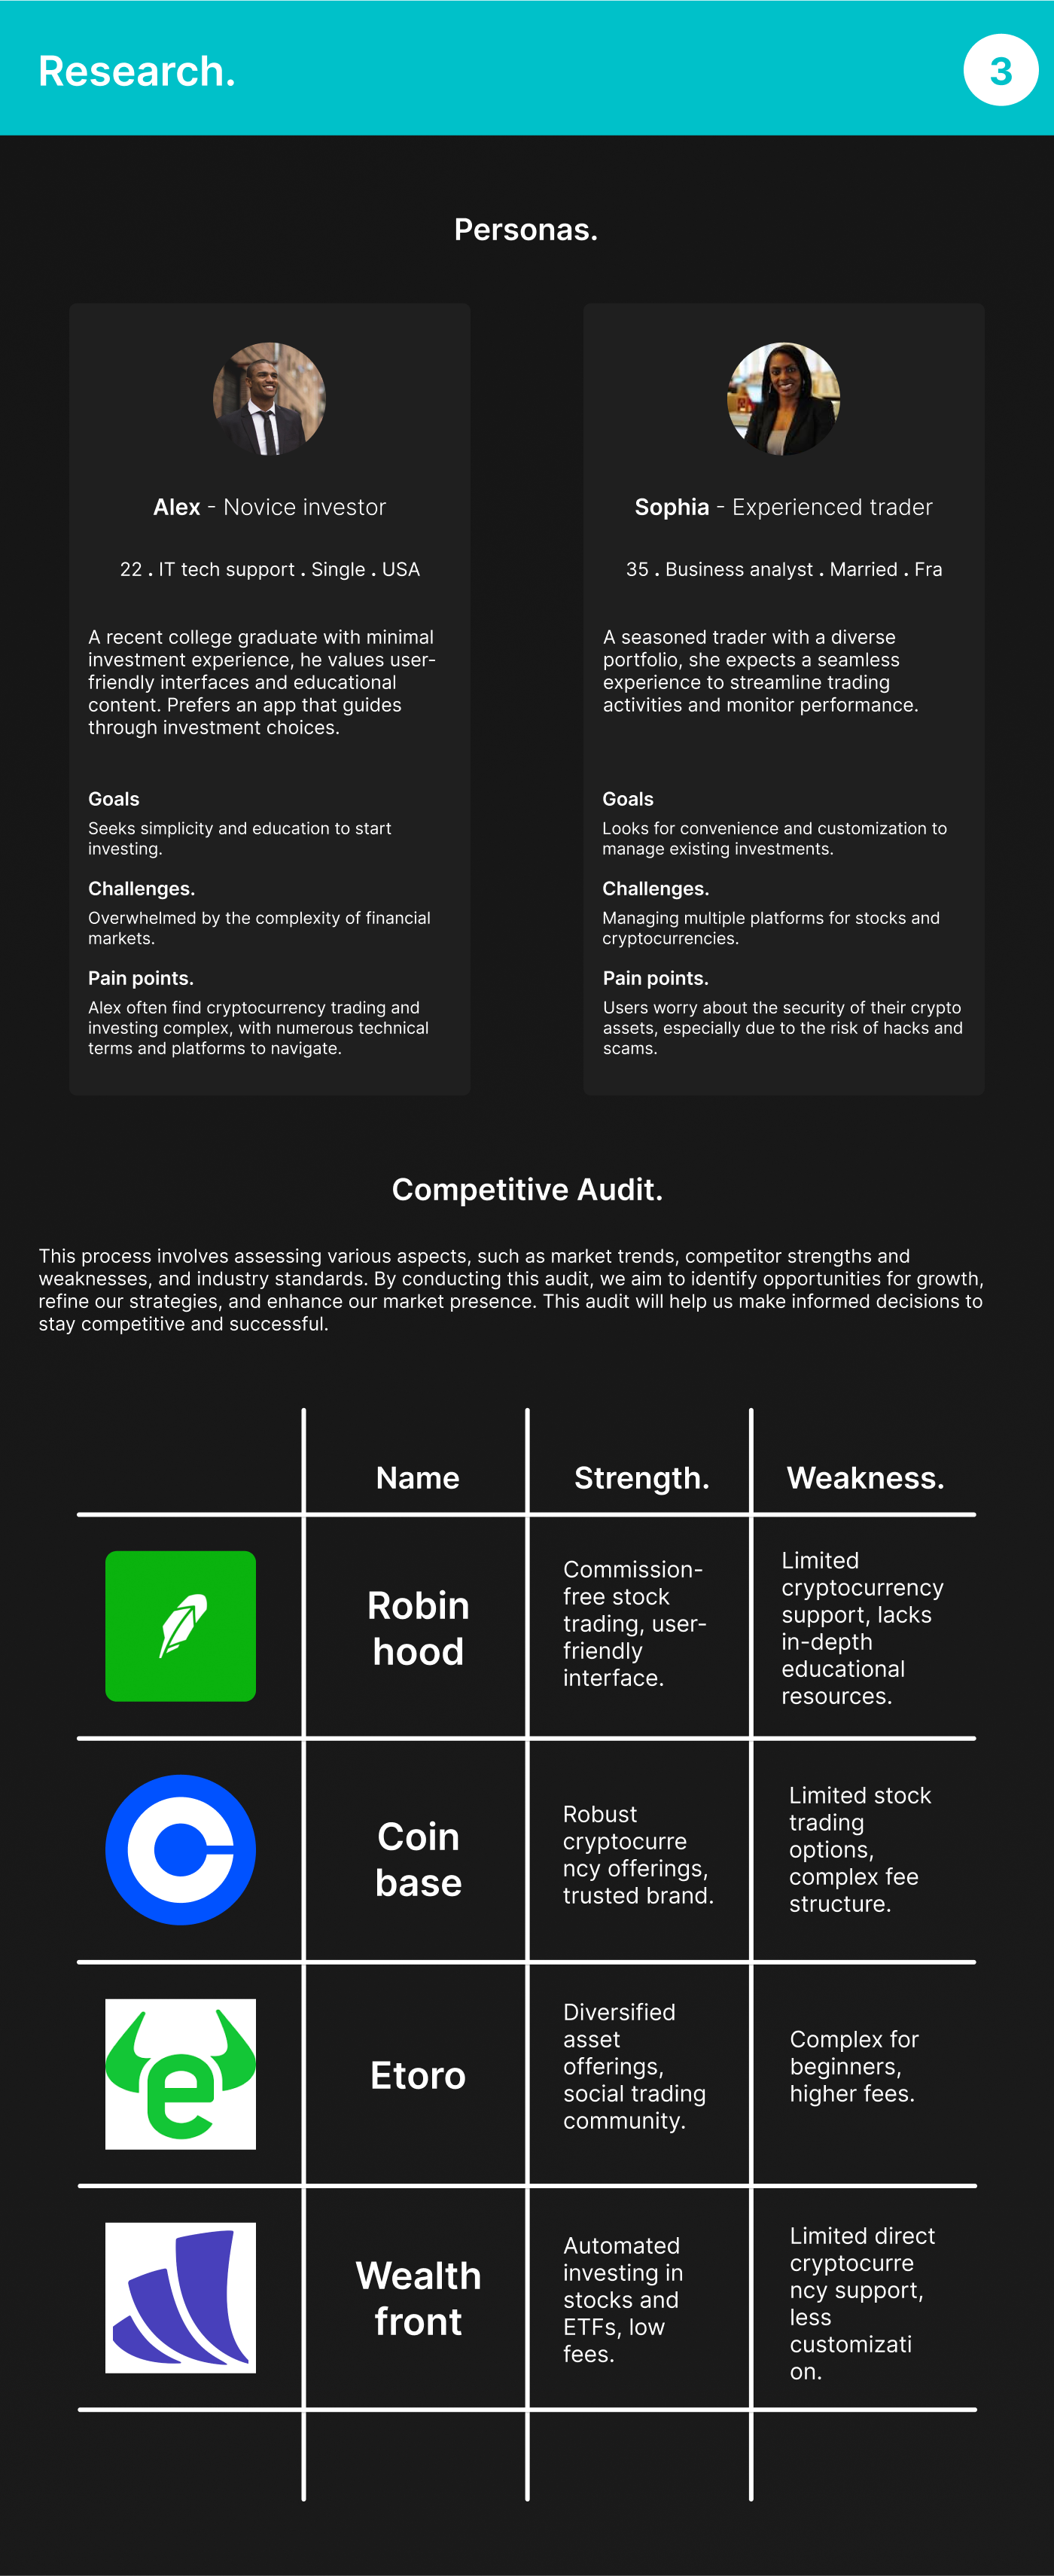 Research.
3
Personas.
Alex - Novice investor
22 . IT tech support . Single . USA
A recent college graduate with minimal
investment experience, he values user-
friendly interfaces and educational
content. Prefers an app that guides
through investment choices.
Goals
Seeks simplicity and education to start
investing.
Challenges.
Overwhelmed by the complexity of financial
markets.
Pain points.
Alex often find cryptocurrency trading and
investing complex, with numerous technical
terms and platforms to navigate.
Sophia - Experienced trader
35 . Business analyst . Married . Fra
A seasoned trader with a diverse
portfolio, she expects a seamless
experience to streamline trading
activities and monitor performance.
Goals
Looks for convenience and customization to
manage existing investments.
Challenges.
Managing multiple platforms for stocks and
cryptocurrencies.
Pain points.
Users worry about the security of their crypto
assets, especially due to the risk of hacks and
scams.
Competitive Audit.
This process involves assessing various aspects, such as market trends, competitor strengths and
weaknesses, and industry standards. By conducting this audit, we aim to identify opportunities for growth,
refine our strategies, and enhance our market presence. This audit will help us make informed decisions to
stay competitive and successful.
Name
Strength.
Weakness.
Robin
hood
Commission-
free stock
trading, user-
friendly
interface.
Limited
cryptocurrency
support, lacks
in-depth
educational
resources.
Coin
base
Robust
cryptocurre
ncy offerings,
trusted brand.
Limited stock
trading
options,
complex fee
structure.
e
Etoro
Diversified
asset
offerings,
social trading
community.
Complex for
beginners,
higher fees.
Wealth
front
Automated
investing in
stocks and
ETFs, low
fees.
Limited direct
cryptocurre
ncy support,
less
customizati
on.